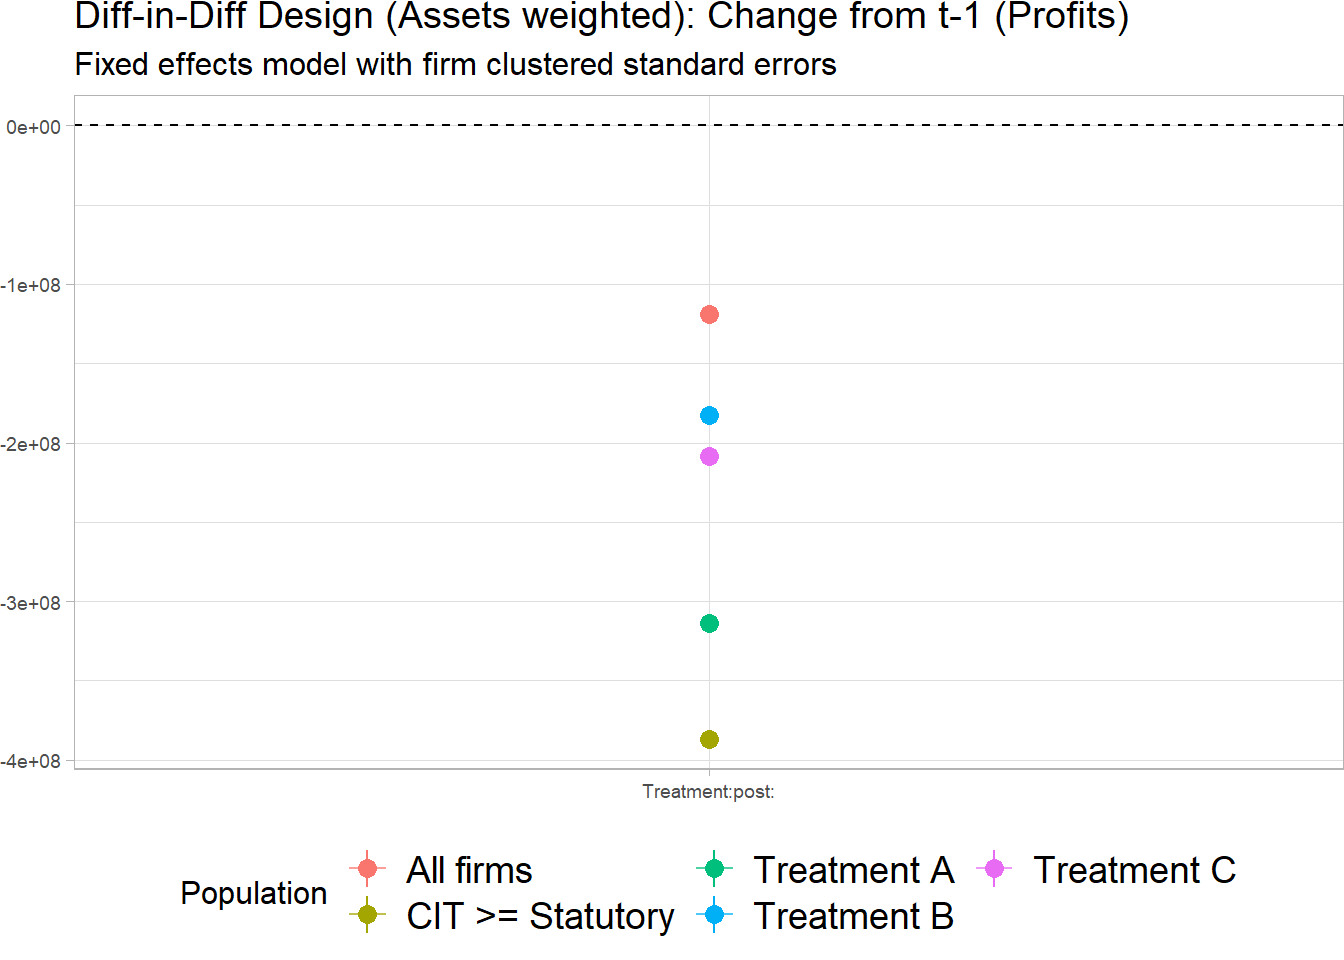 Diff-in-Diff Design (Assets weighted): Change from t-1 (Profits)
Fixed effects model with firm clustered standard errors
0e+00
-1e+08
-2e+08
-3e+08
-4e+08
Treatment:post:
Population
All firms
CIT >= Statutory
Treatment A
Treatment B
Treatment C